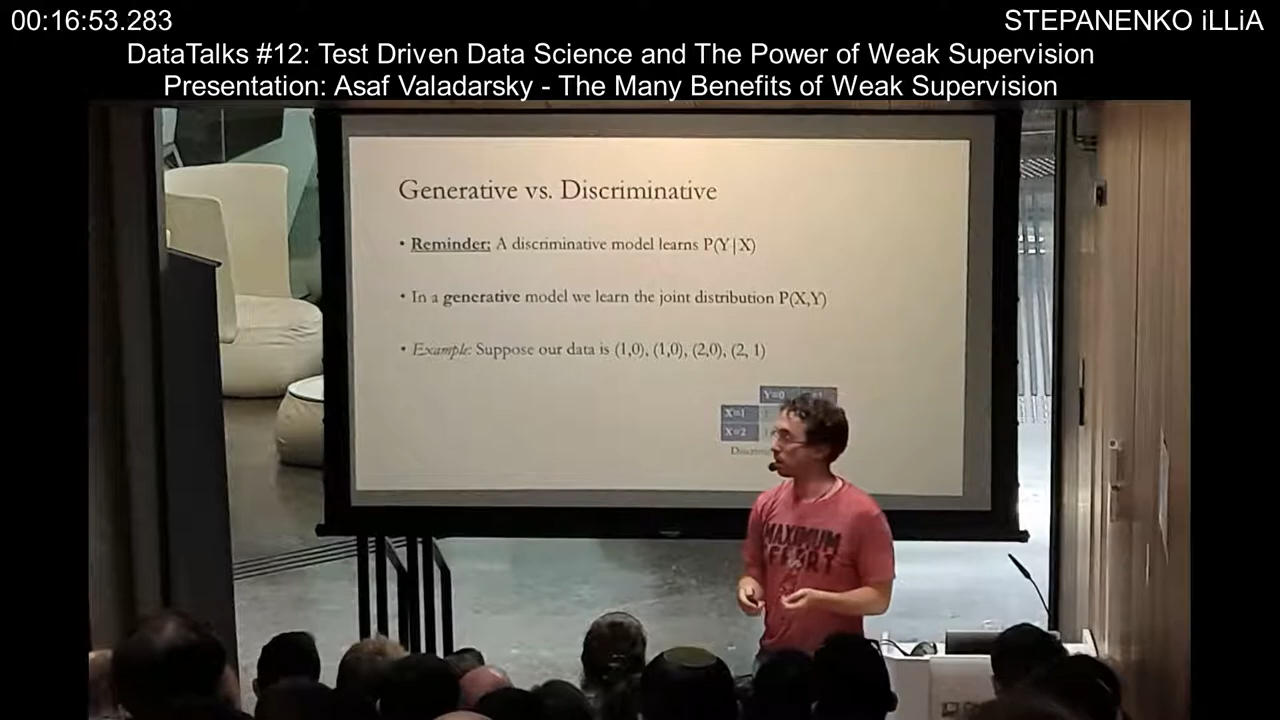 00:16:53.283
STEPANENKO iLLiA
DataTalks #12: Test Driven Data Science and The Power of Weak Supervision
Presentation: Asaf Valadarsky - The Many Benefits of Weak Supervision
Generative vs. Discriminative
• Reminder: A discriminative model learns P(Y|X)
• In a generative model we learn the joint distribution P(X,Y)
• Example: Suppose our data is (1,0), (1,0), (2,0), (2, 1)
Y=0
X=1
X=2
MAXIMUM
EFFORT